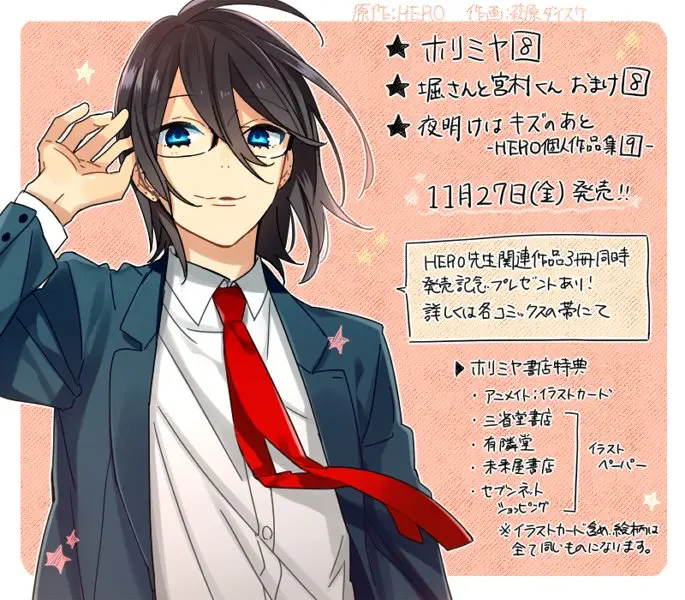 原作:HERO 作画:萩原ダイスケ
★ ホリミヤ 8
★ 堀さんと宮村くん おまけ 8
★ 夜明けは キズのあと
-HERO個人作品集 9-
11月27日(金) 発売!!
HERO先生関連作品3冊同時
発売記念プレゼントあり!
詳しくは各コミックスの帯にて
▶ ホリミヤ書店特典
・アニメイト:イラストカード
・三省堂書店
・有隣堂
・未来屋書店
・セブンネット
ショッピング
イラスト
ペーパー
※イラストカード含め、絵柄は
全て同いものになります。